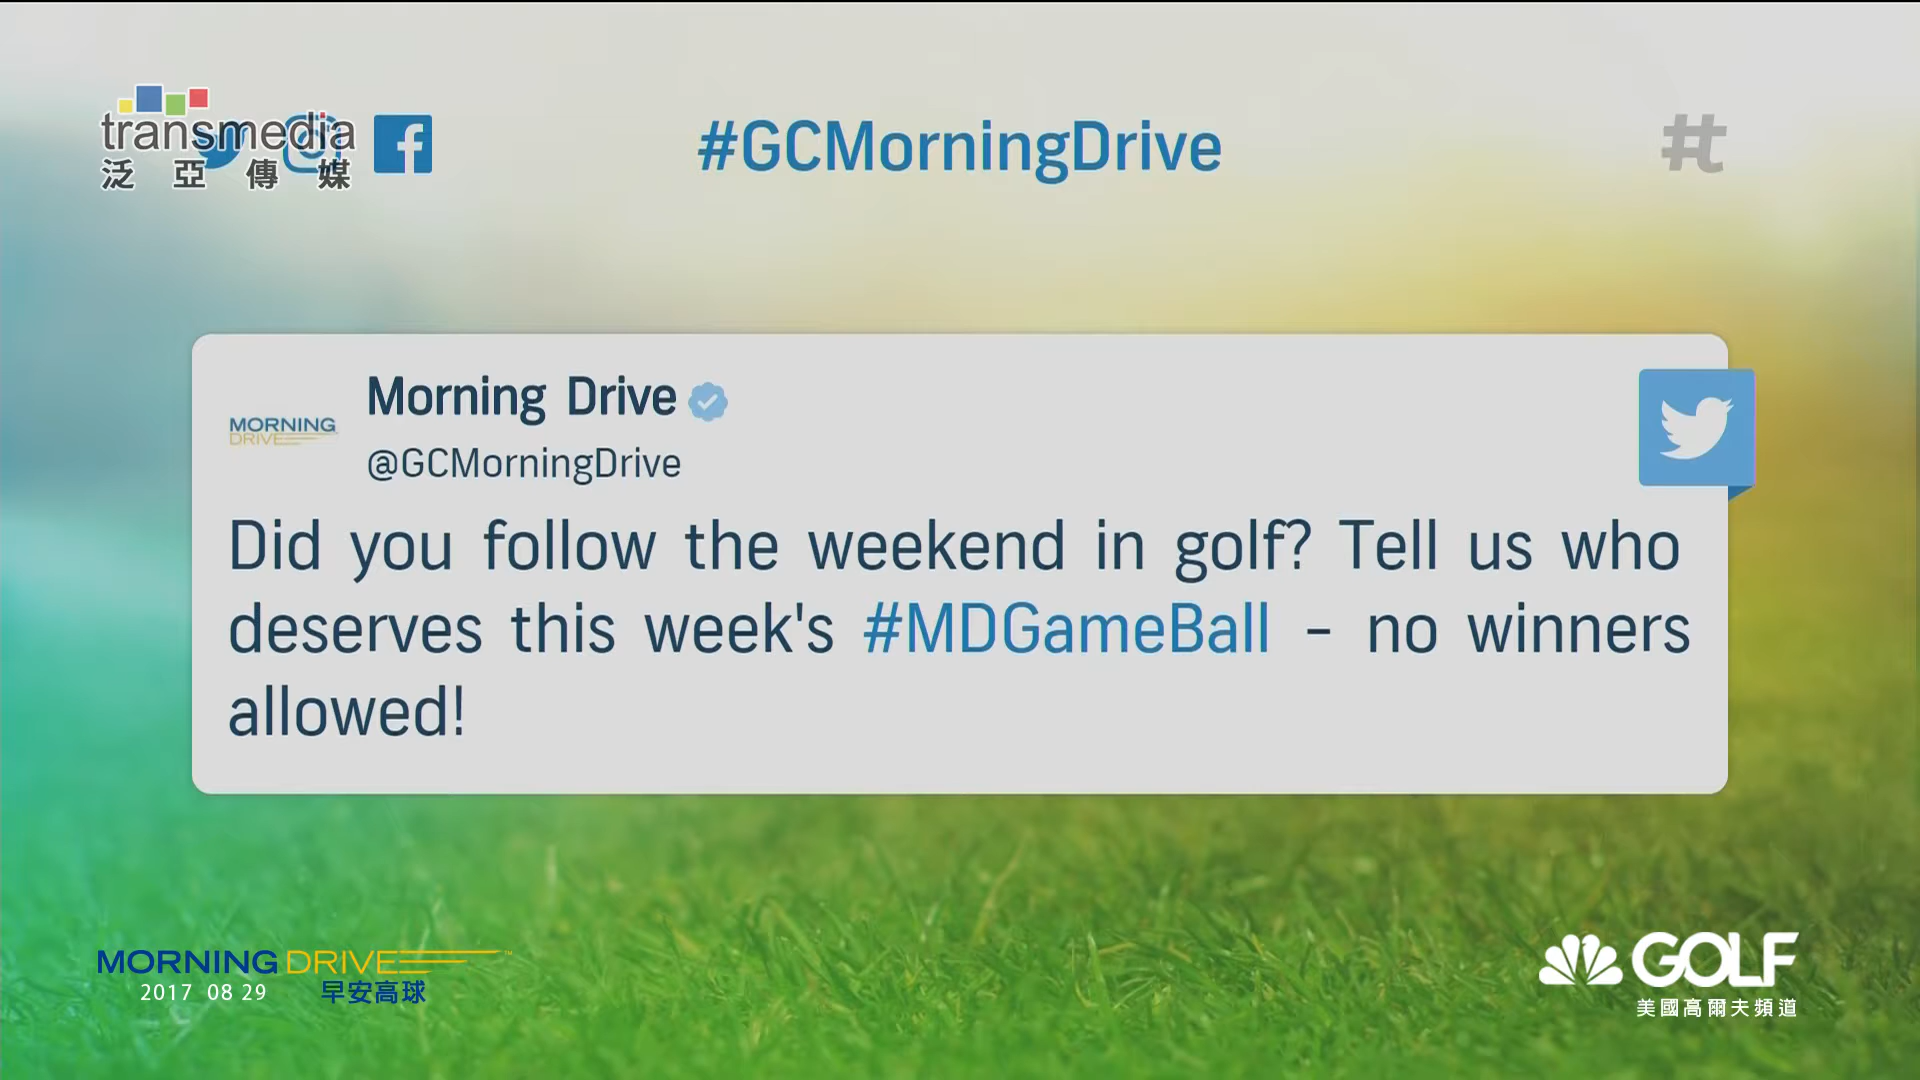 transmedia
泛亞傳媒
#GCMorningDrive
Morning Drive
MORNING
DRIVE
@GCMorningDrive
Did you follow the weekend in golf? Tell us who
deserves this week's #MDGameBall - no winners
allowed!
MORNING DRIVE™
2017 08 29 早安高球
GOLF
美國高爾夫頻道